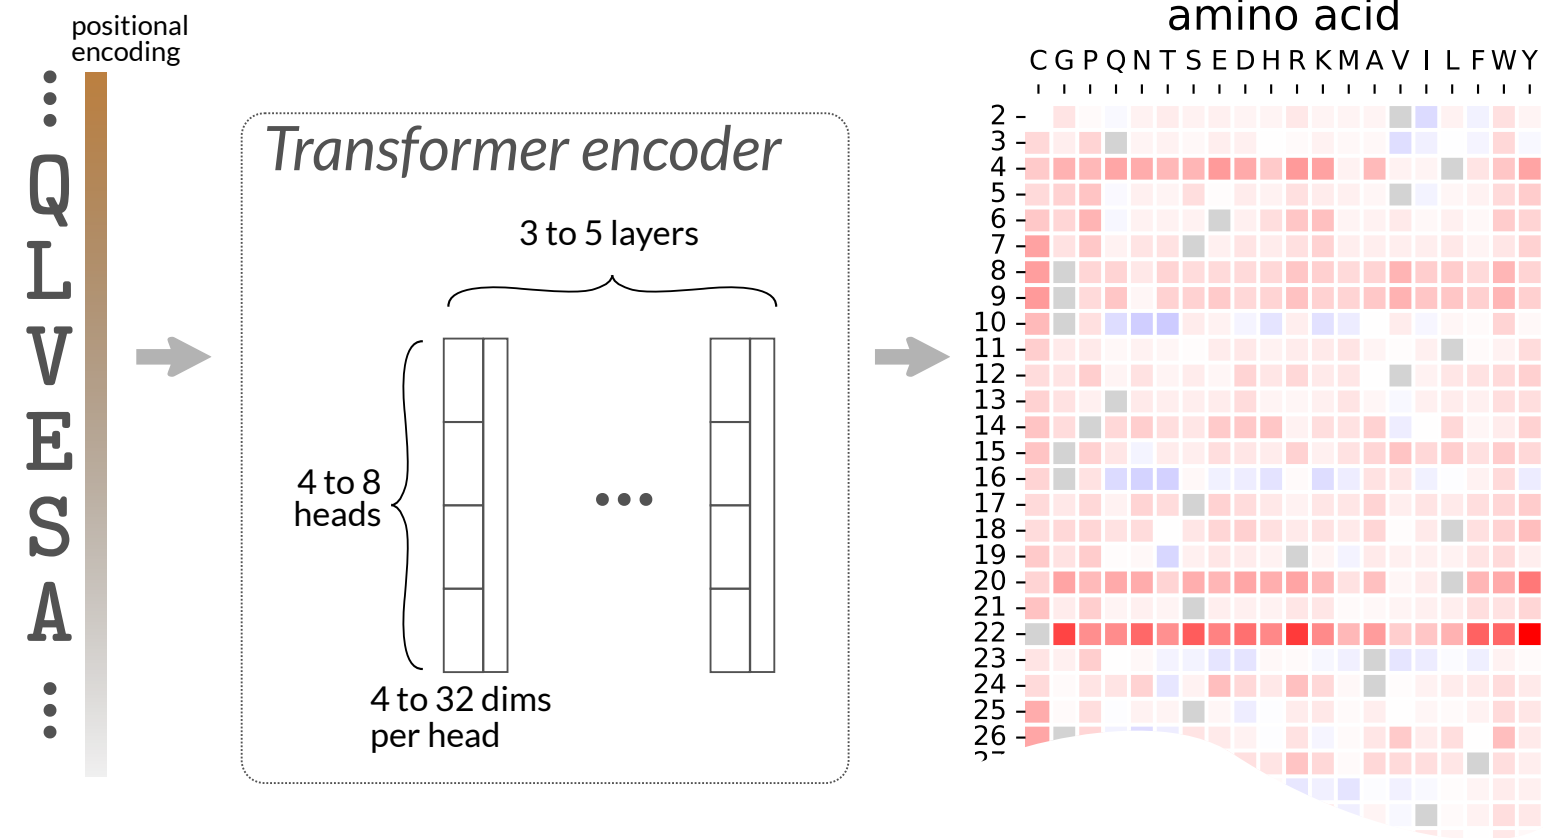 positional
encoding
Q
L
V
E
S
A
Transformer encoder
3 to 5 layers
4 to 8
heads
4 to 32 dims
per head
amino acid
C G P Q N T S E D H R K M A V I L F W Y
2
3
4
5
6
7
8
9
10
11
12
13
14
15
16
17
18
19
20
21
22
23
24
25
26